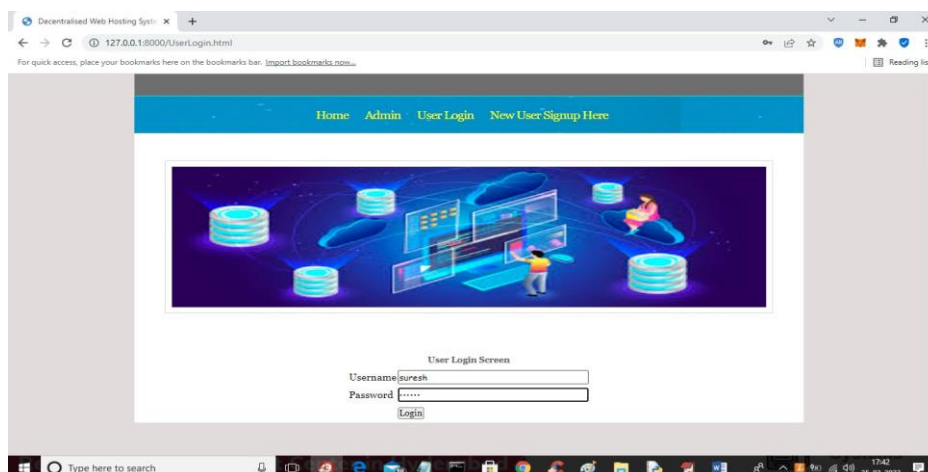 Decentralised Web Hosting Syste
127.0.0.1:8000/UserLogin.html
For quick access, place your bookmarks here on the bookmarks bar. Import bookmarks now...
Reading lis
Home Admin User Login New User Signup Here
User Login Screen
Username suresh
Password ......
Login
Type here to search
17:42